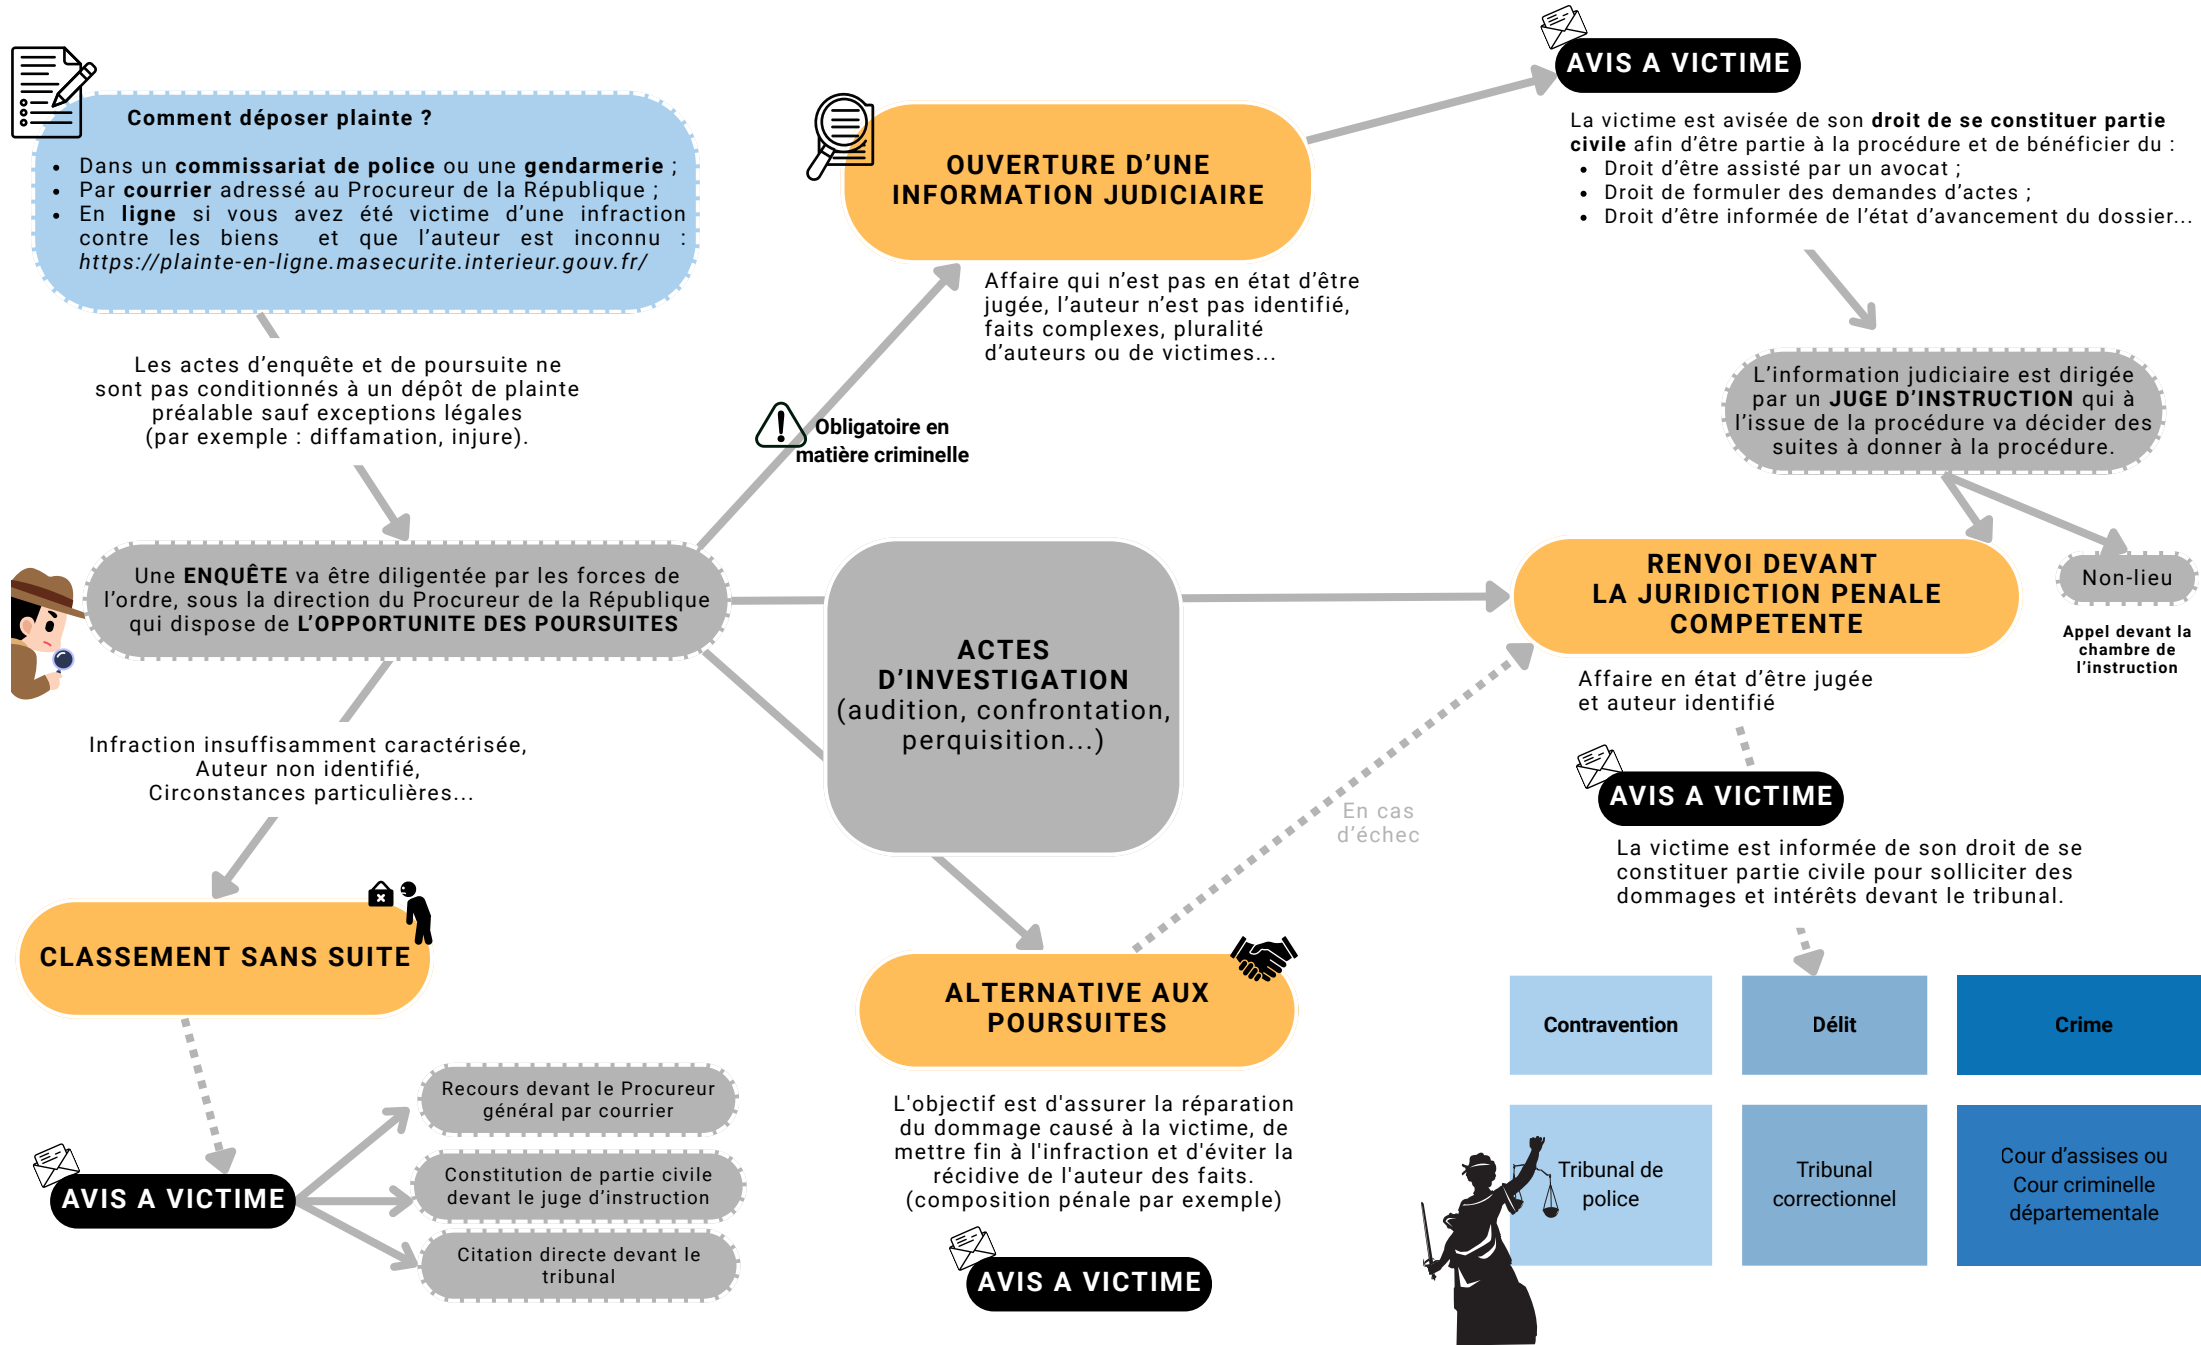 Comment déposer plainte ?
• Dans un commissariat de police ou une gendarmerie ;
• Par courrier adressé au Procureur de la République ;
• En ligne si vous avez été victime d'une infraction
contre les biens et que l'auteur est inconnu :
https://plainte-en-ligne.masecurite.interieur.gouv.fr/
Les actes d'enquête et de poursuite ne
sont pas conditionnés à un dépôt de plainte
préalable sauf exceptions légales
(par exemple : diffamation, injure).
Une ENQUÊTE va être diligentée par les forces de
l'ordre, sous la direction du Procureur de la République
qui dispose de L'OPPORTUNITE DES POURSUITES
Infraction insuffisamment caractérisée,
Auteur non identifié,
Circonstances particulières...
CLASSEMENT SANS SUITE
AVIS A VICTIME
Recours devant le Procureur
général par courrier
Constitution de partie civile
devant le juge d'instruction
Citation directe devant le
tribunal
OUVERTURE D'UNE
INFORMATION JUDICIAIRE
Affaire qui n'est pas en état d'être
jugée, l'auteur n'est pas identifié,
faits complexes, pluralité
d'auteurs ou de victimes...
Obligatoire en
matière criminelle
ACTES
D'INVESTIGATION
(audition, confrontation,
perquisition...)
ALTERNATIVE AUX
POURSUITES
L'objectif est d'assurer la réparation
du dommage causé à la victime, de
mettre fin à l'infraction et d'éviter la
récidive de l'auteur des faits.
(composition pénale par exemple)
AVIS A VICTIME
En cas
d'échec
AVIS A VICTIME
La victime est avisée de son droit de se constituer partie
civile afin d'être partie à la procédure et de bénéficier du :
• Droit d'être assisté par un avocat ;
• Droit de formuler des demandes d'actes ;
• Droit d'être informée de l'état d'avancement du dossier...
L'information judiciaire est dirigée
par un JUGE D'INSTRUCTION qui à
l'issue de la procédure va décider des
suites à donner à la procédure.
RENVOI DEVANT
LA JURIDICTION PENALE
COMPETENTE
Non-lieu
Appel devant la
chambre de
l'instruction
Affaire en état d'être jugée
et auteur identifié
AVIS A VICTIME
La victime est informée de son droit de se
constituer partie civile pour solliciter des
dommages et intérêts devant le tribunal.
Contravention
Délit
Crime
Tribunal de
police
Tribunal
correctionnel
Cour d'assises ou
Cour criminelle
départementale